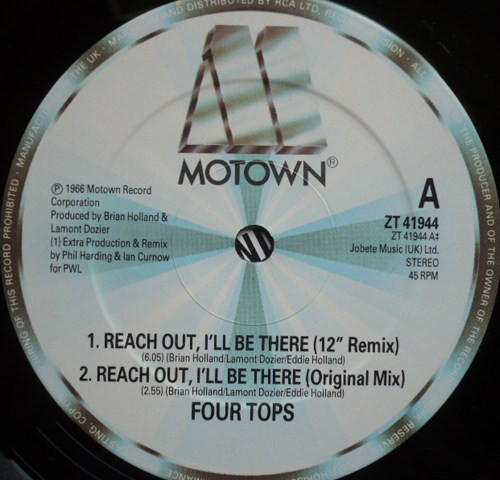 THE UK · MANUFACTURED AND DISTRIBUTED BY RCA LTD.
ALL
THE PRODUCER AND OF THE
OWNER OF THE
RESERVE
OF THIS RECORD PROHIBITED · MANUFACT
MOTOWN®
A
ZT 41944
ZT 41944 A‡
Jobete Music (UK) Ltd.
STEREO
45 RPM
℗ 1966 Motown Record
Corporation
Produced by Brian Holland &
Lamont Dozier
(1) Extra Production & Remix
by Phil Harding & Ian Curnow
for PWL
1. REACH OUT, I'LL BE THERE (12" Remix)
(6.05) (Brian Holland/Lamont Dozier/Eddie Holland)
2. REACH OUT, I'LL BE THERE (Original Mix)
(2.55) (Brian Holland/Lamont Dozier/Eddie Holland)
FOUR TOPS